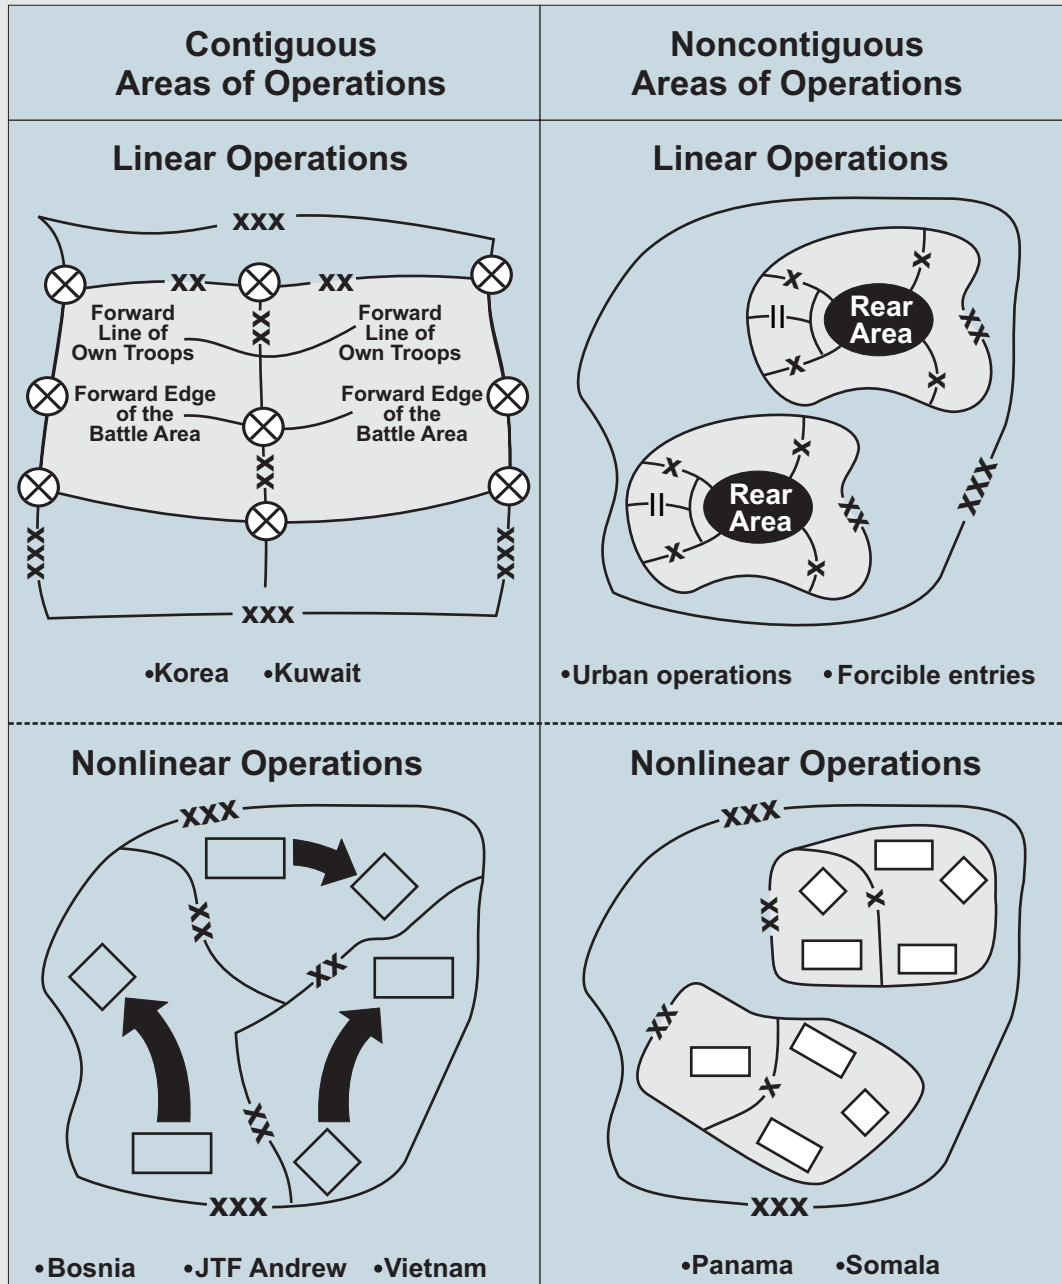 Contiguous
Areas of Operations
Noncontiguous
Areas of Operations
Linear Operations
XXX
XX
XX
XX
Forward
Line of
Own Troops
Forward
Line of
Own Troops
Forward Edge
of the
Battle Area
Forward Edge
of the
Battle Area
XX
XXX
XXX
XXX
•Korea •Kuwait
Linear Operations
X
X
II
Rear
Area
XX
X
X
X
X
II
Rear
Area
XX
X
X
XXX
•Urban operations •Forcible entries
Nonlinear Operations
XXX
XX
XX
XX
XXX
•Bosnia •JTF Andrew •Vietnam
Nonlinear Operations
XXX
XX
X
XX
X
XXX
•Panama •Somala